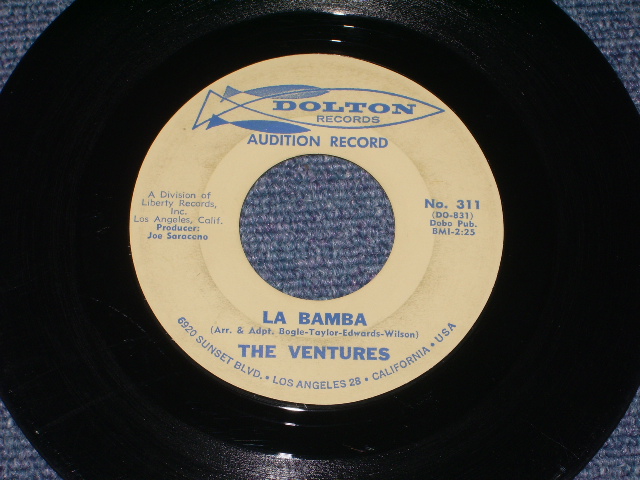 DOLTON
RECORDS
AUDITION RECORD
A Division of
Liberty Records,
Inc.
Los Angeles, Calif.
Producer:
Joe Saraceno
No. 311
(DO-831)
Dobo Pub.
BMI-2:25
LA BAMBA
(Arr. & Adpt. Bogle-Taylor-Edwards-Wilson)
THE VENTURES
6920 SUNSET BLVD. • LOS ANGELES 28 • CALIFORNIA • USA